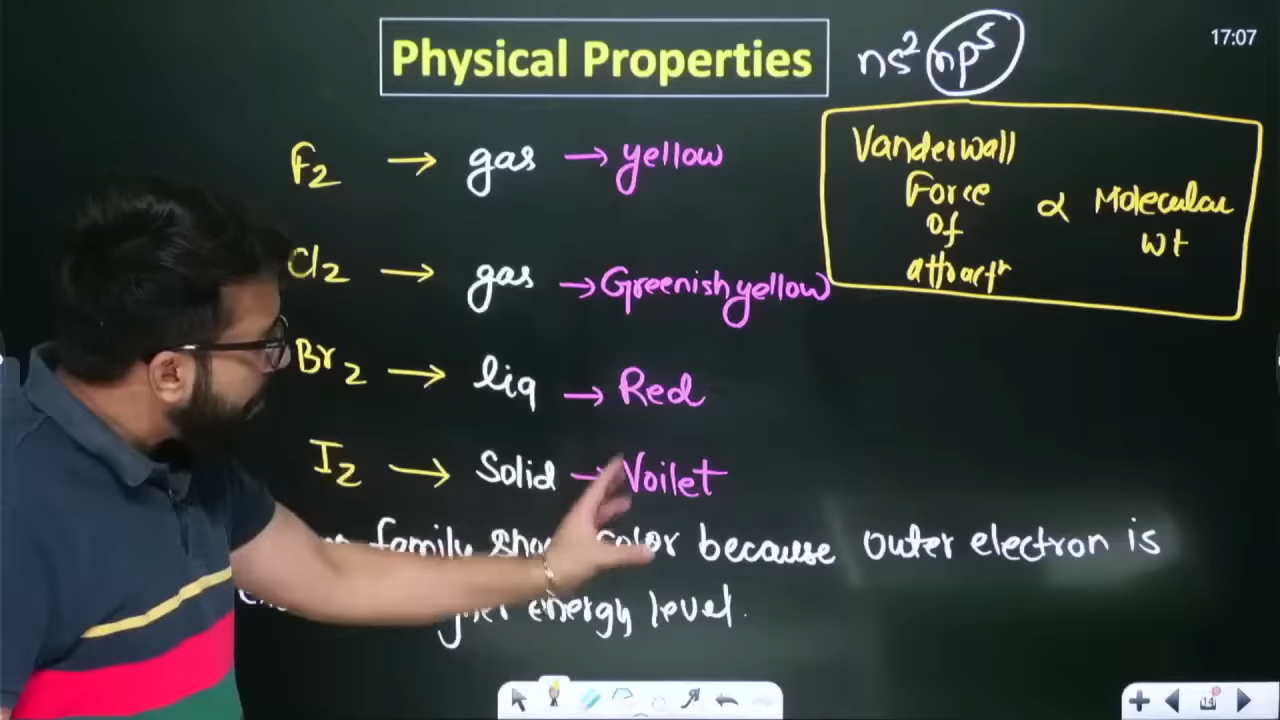 Physical Properties ns² np⁵
17:07
F₂ → gas → yellow
Cl₂ → gas → Greenish yellow
Br₂ → liq → Red
I₂ → Solid → Voilet
Vanderwall
Force
of
attractⁿ
∝ Molecular
wt
family color because outer electron is
energy level.